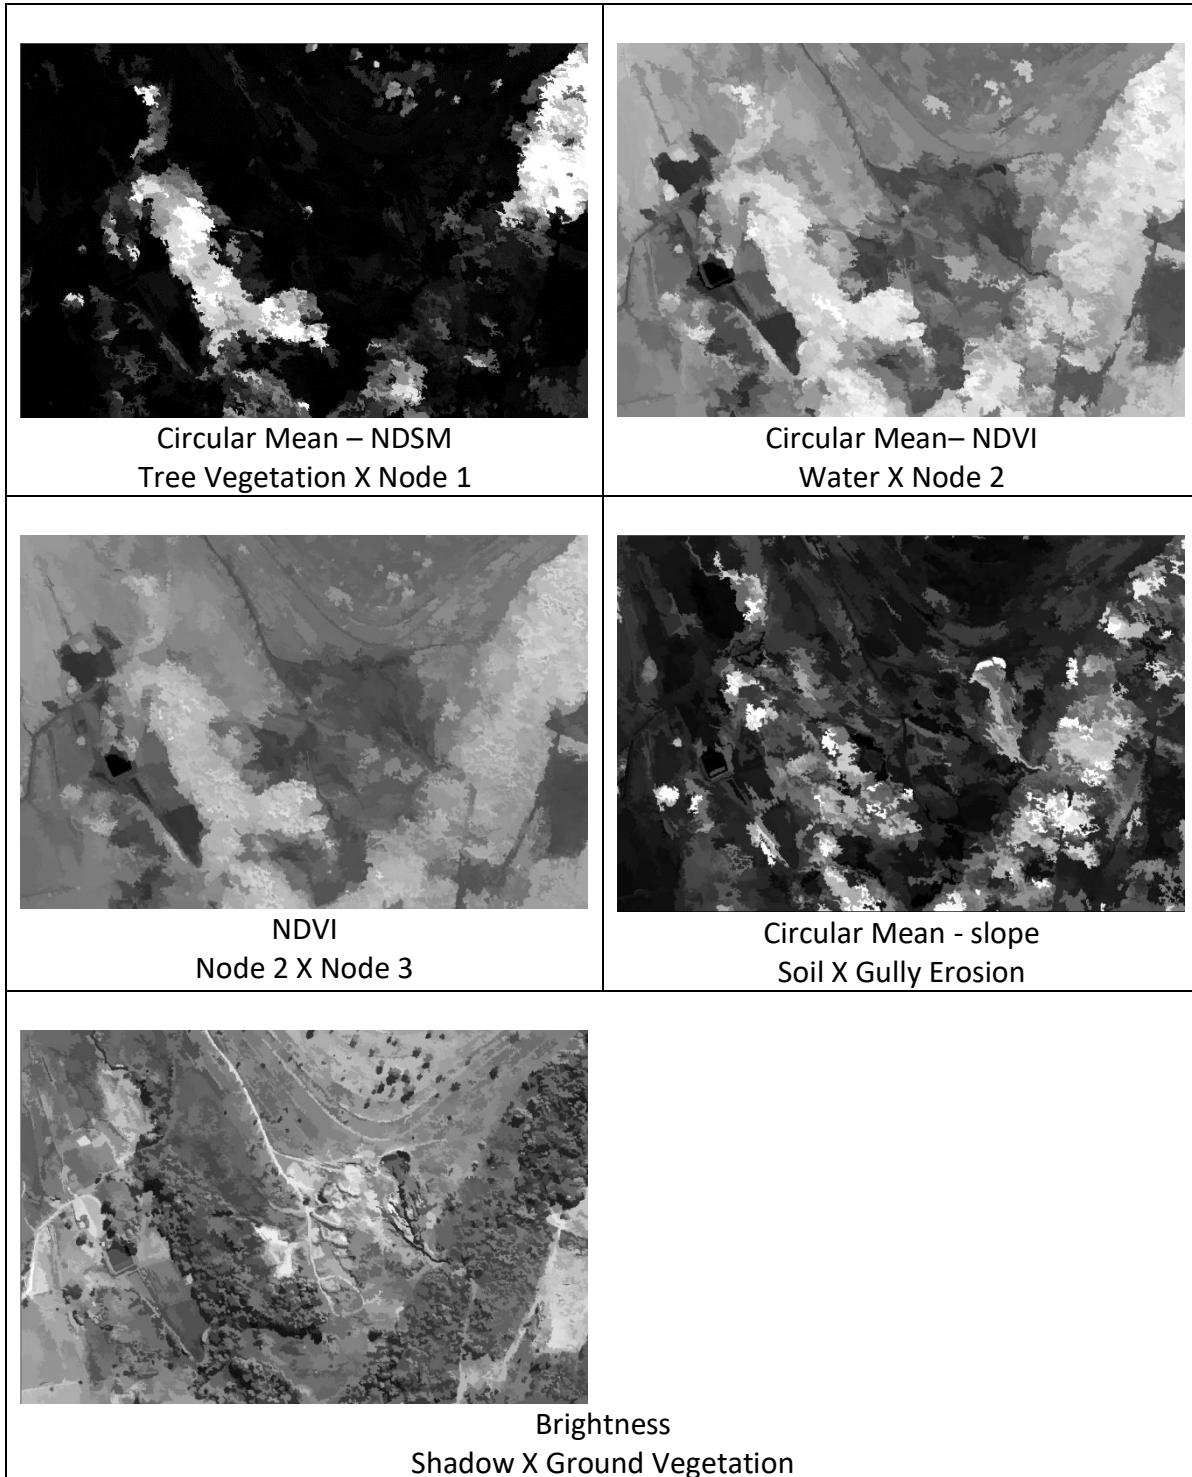 Circular Mean – NDSM
Tree Vegetation X Node 1
Circular Mean– NDVI
Water X Node 2
NDVI
Node 2 X Node 3
Circular Mean - slope
Soil X Gully Erosion
Brightness
Shadow X Ground Vegetation